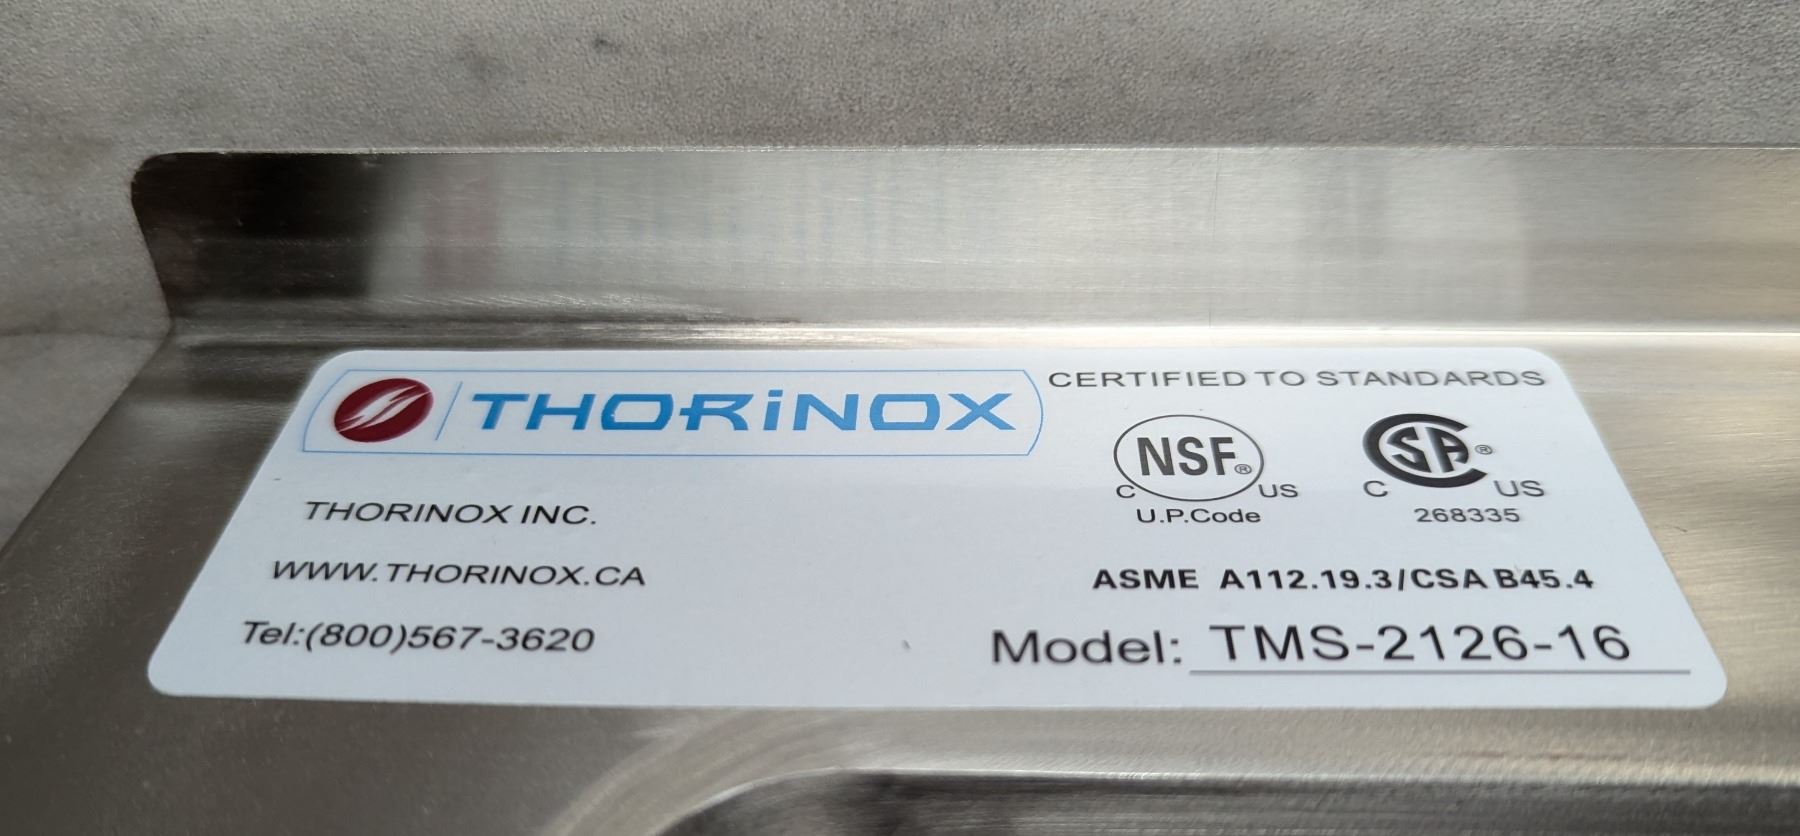 THORiNOX
CERTIFIED TO STANDARDS
NSF®
C US
U.P.Code
CSA®
C US
268335
THORINOX INC.
WWW.THORINOX.CA
Tel:(800)567-3620
ASME A112.19.3/CSA B45.4
Model: TMS-2126-16